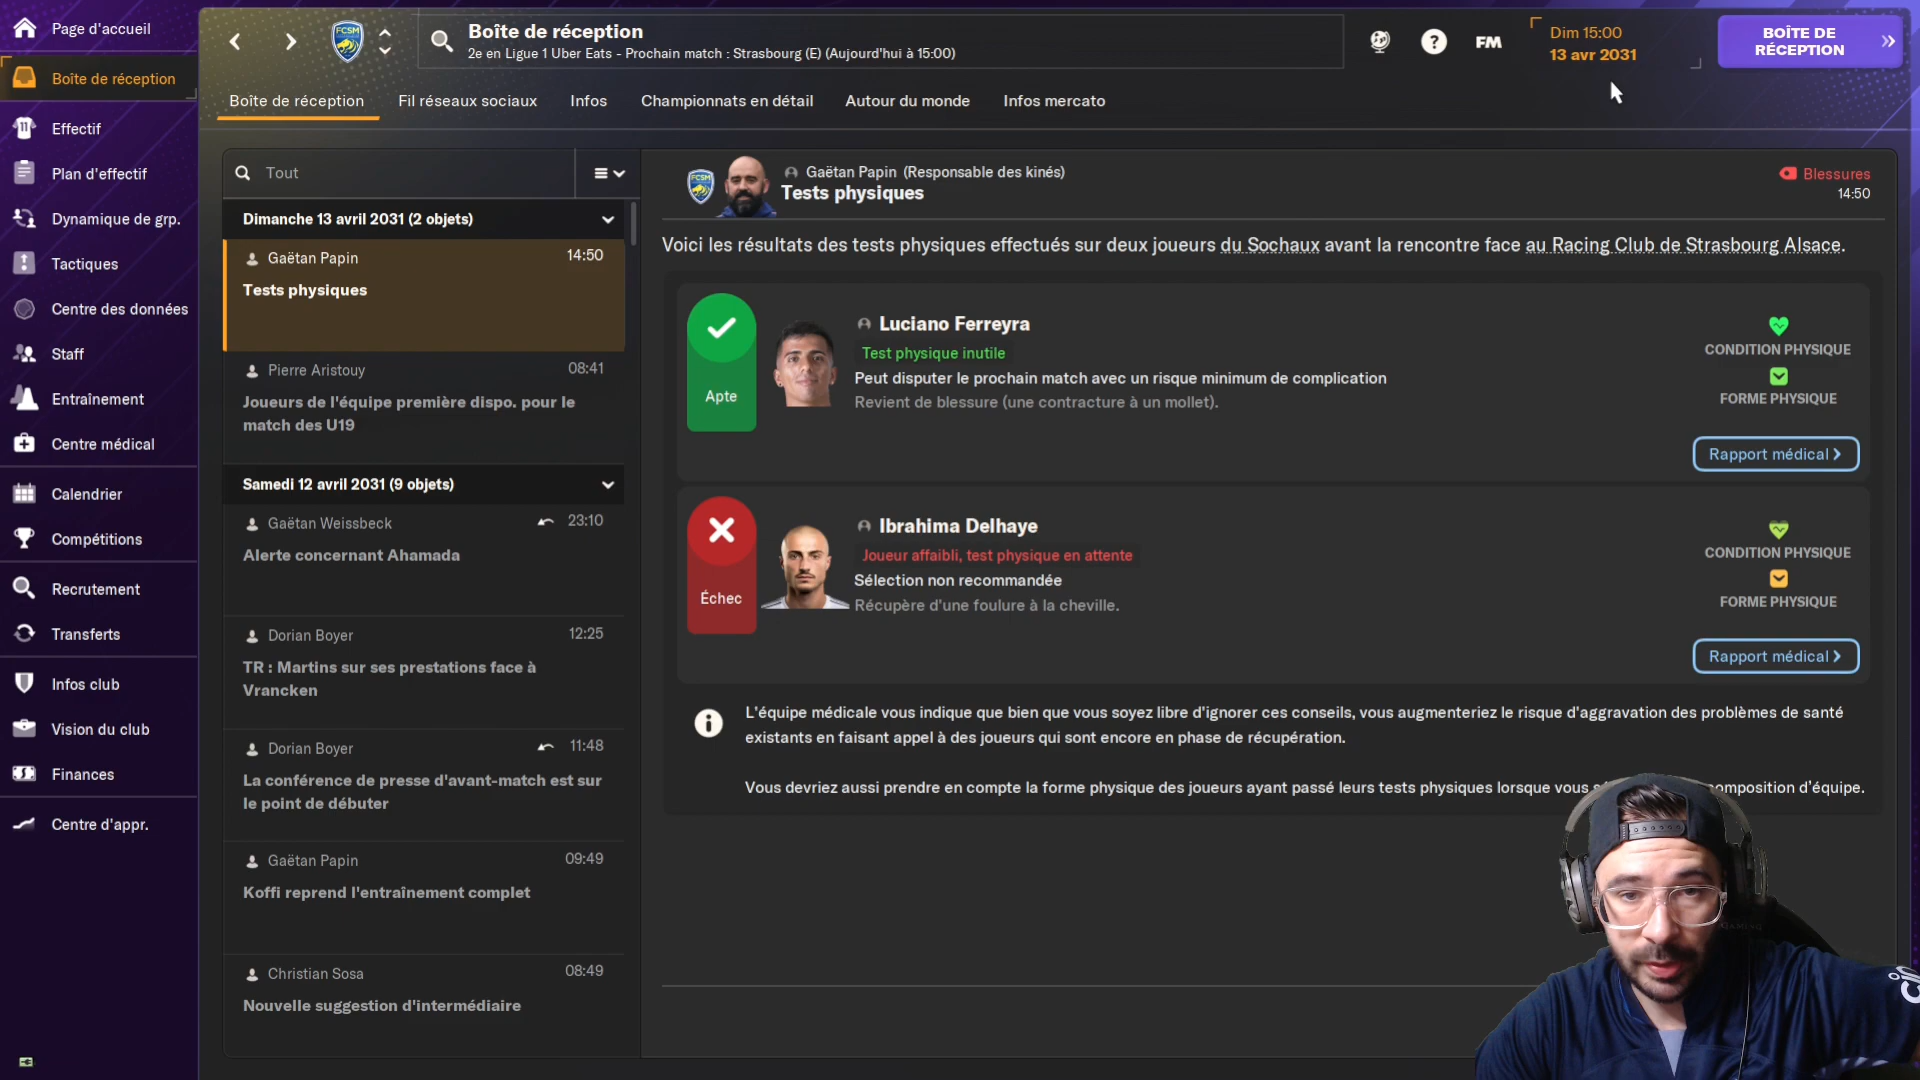 Page d'accueil
Boîte de réception
Effectif
Plan d'effectif
Dynamique de grp.
Tactiques
Centre des données
Staff
Entraînement
Centre médical
Calendrier
Compétitions
Recrutement
Transferts
Infos club
Vision du club
Finances
Centre d'appr.
FCSM
Boîte de réception
2e en Ligue 1 Uber Eats - Prochain match : Strasbourg (E) (Aujourd'hui à 15:00)
?
FM
Dim 15:00
13 avr 2031
BOÎTE DE
RÉCEPTION
Boîte de réception
Fil réseaux sociaux
Infos
Championnats en détail
Autour du monde
Infos mercato
Tout
Dimanche 13 avril 2031 (2 objets)
Gaëtan Papin 14:50
Tests physiques
Pierre Aristouy 08:41
Joueurs de l'équipe première dispo. pour le
match des U19
Samedi 12 avril 2031 (9 objets)
Gaëtan Weissbeck 23:10
Alerte concernant Ahamada
Dorian Boyer 12:25
TR : Martins sur ses prestations face à
Vrancken
Dorian Boyer 11:48
La conférence de presse d'avant-match est sur
le point de débuter
Gaëtan Papin 09:49
Koffi reprend l'entraînement complet
Christian Sosa 08:49
Nouvelle suggestion d'intermédiaire
FCSM
Gaëtan Papin (Responsable des kinés)
Tests physiques
Blessures
14:50
Voici les résultats des tests physiques effectués sur deux joueurs du Sochaux avant la rencontre face au Racing Club de Strasbourg Alsace.
Apte
Luciano Ferreyra
Test physique inutile
Peut disputer le prochain match avec un risque minimum de complication
Revient de blessure (une contracture à un mollet).
CONDITION PHYSIQUE
FORME PHYSIQUE
Rapport médical
Échec
Ibrahima Delhaye
Joueur affaibli, test physique en attente
Sélection non recommandée
Récupère d'une foulure à la cheville.
CONDITION PHYSIQUE
FORME PHYSIQUE
Rapport médical
L'équipe médicale vous indique que bien que vous soyez libre d'ignorer ces conseils, vous augmenteriez le risque d'aggravation des problèmes de santé
existants en faisant appel à des joueurs qui sont encore en phase de récupération.
Vous devriez aussi prendre en compte la forme physique des joueurs ayant passé leurs tests physiques lorsque vous composition d'équipe.